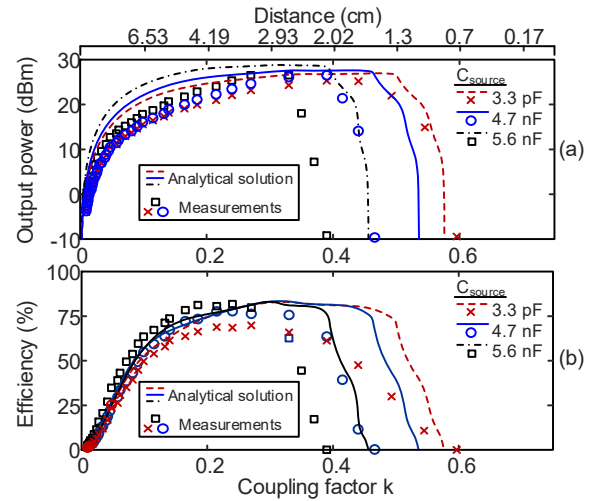 Distance (cm)
6.53 4.19 2.93 2.02 1.3 0.7 0.17
Output power (dBm)
30
20
10
0
-10
C_source
3.3 pF
4.7 nF
5.6 nF
Analytical solution
Measurements
(a)
0 0.2 0.4 0.6
Efficiency (%)
100
75
50
25
0
C_source
3.3 pF
4.7 nF
5.6 nF
Analytical solution
Measurements
(b)
0 0.2 0.4 0.6
Coupling factor k